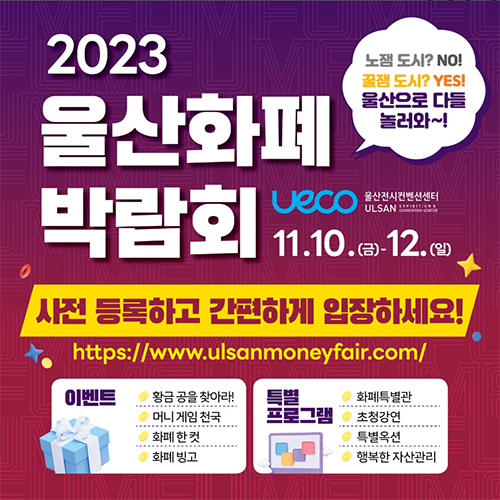 2023
울산화폐
박람회
노잼 도시? NO!
꿀잼 도시? YES!
울산으로 다들
놀러와~!
ueco 울산전시컨벤션센터
ULSAN EXHIBITION & CONVENTION CENTER
11.10.(금)-12.(일)
사전 등록하고 간편하게 입장하세요!
https://www.ulsanmoneyfair.com/
이벤트
황금 공을 찾아라!
머니 게임 천국
화폐 한 컷
화폐 빙고
특별
프로그램
화폐특별관
초청강연
특별옥션
행복한 자산관리